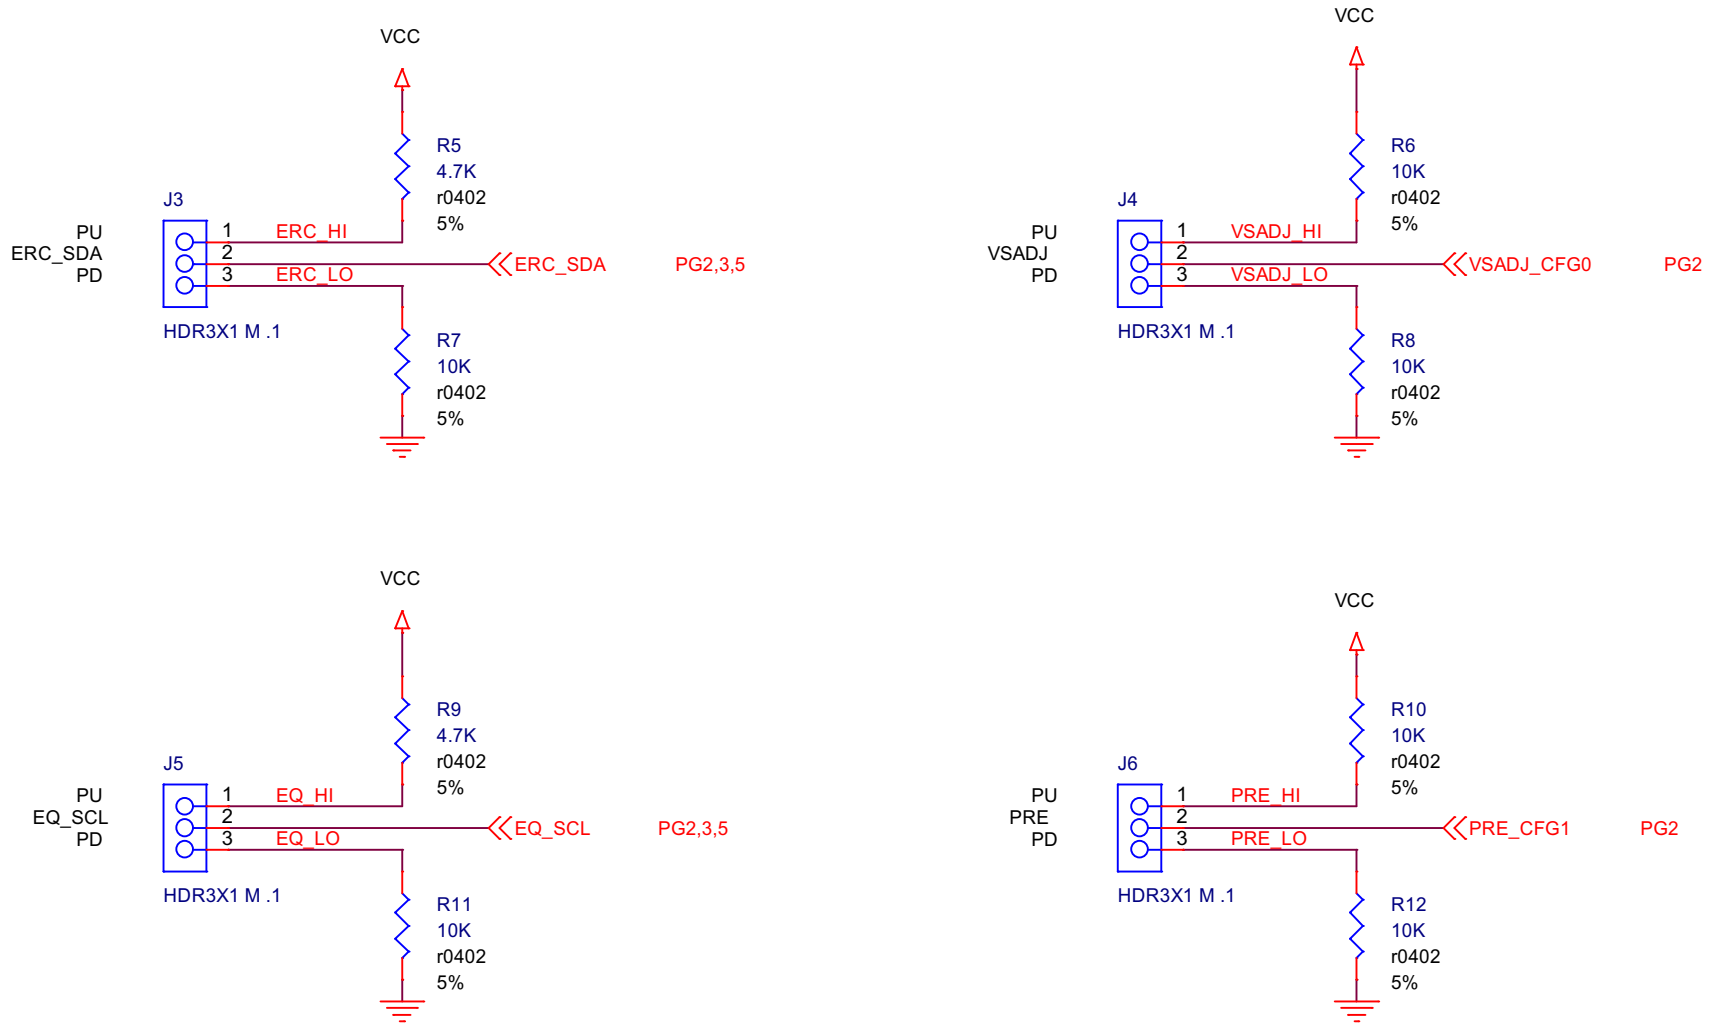 VCC
R5
4.7K
r0402
5%
J3
PU
ERC_SDA
PD
1
2
3
ERC_HI
ERC_LO
ERC_SDA PG2,3,5
HDR3X1 M .1
R7
10K
r0402
5%
VCC
R6
10K
r0402
5%
J4
PU
VSADJ
PD
1
2
3
VSADJ_HI
VSADJ_LO
VSADJ_CFG0 PG2
HDR3X1 M .1
R8
10K
r0402
5%
VCC
R9
4.7K
r0402
5%
J5
PU
EQ_SCL
PD
1
2
3
EQ_HI
EQ_LO
EQ_SCL PG2,3,5
HDR3X1 M .1
R11
10K
r0402
5%
VCC
R10
10K
r0402
5%
J6
PU
PRE
PD
1
2
3
PRE_HI
PRE_LO
PRE_CFG1 PG2
HDR3X1 M .1
R12
10K
r0402
5%